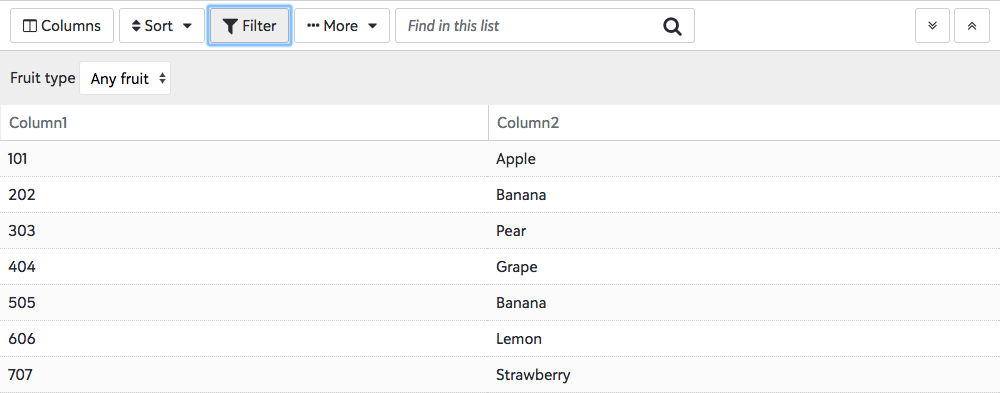 Columns Sort Filter More Find in this list
Fruit type Any fruit
Column1 Column2
101 Apple
202 Banana
303 Pear
404 Grape
505 Banana
606 Lemon
707 Strawberry